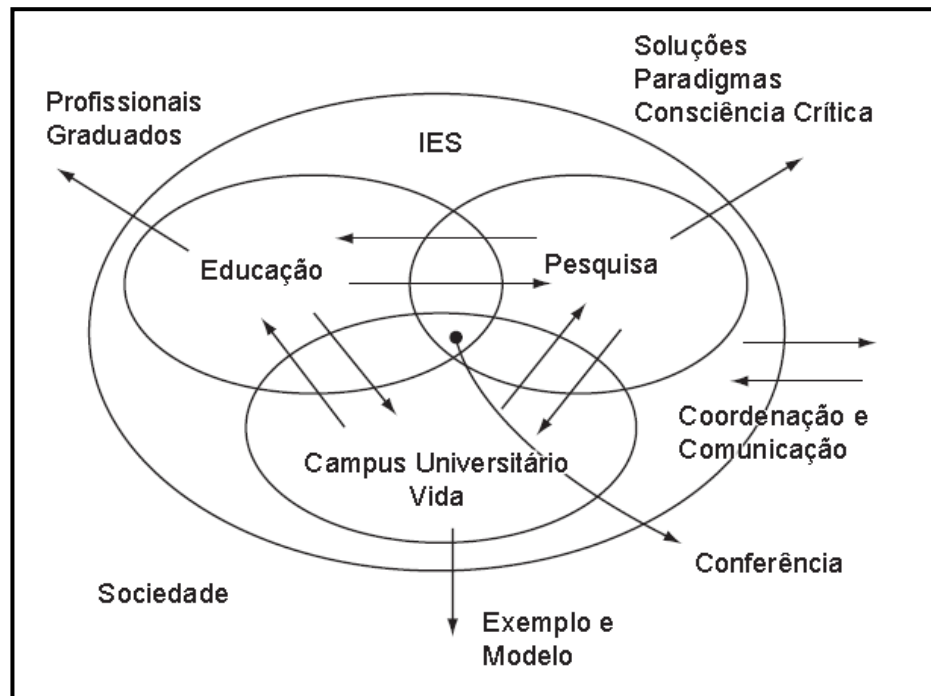 Soluções
Paradigmas
Consciência Crítica
Profissionais
Graduados
IES
Educação
Pesquisa
Coordenação e
Comunicação
Campus Universitário
Vida
Conferência
Sociedade
Exemplo e
Modelo